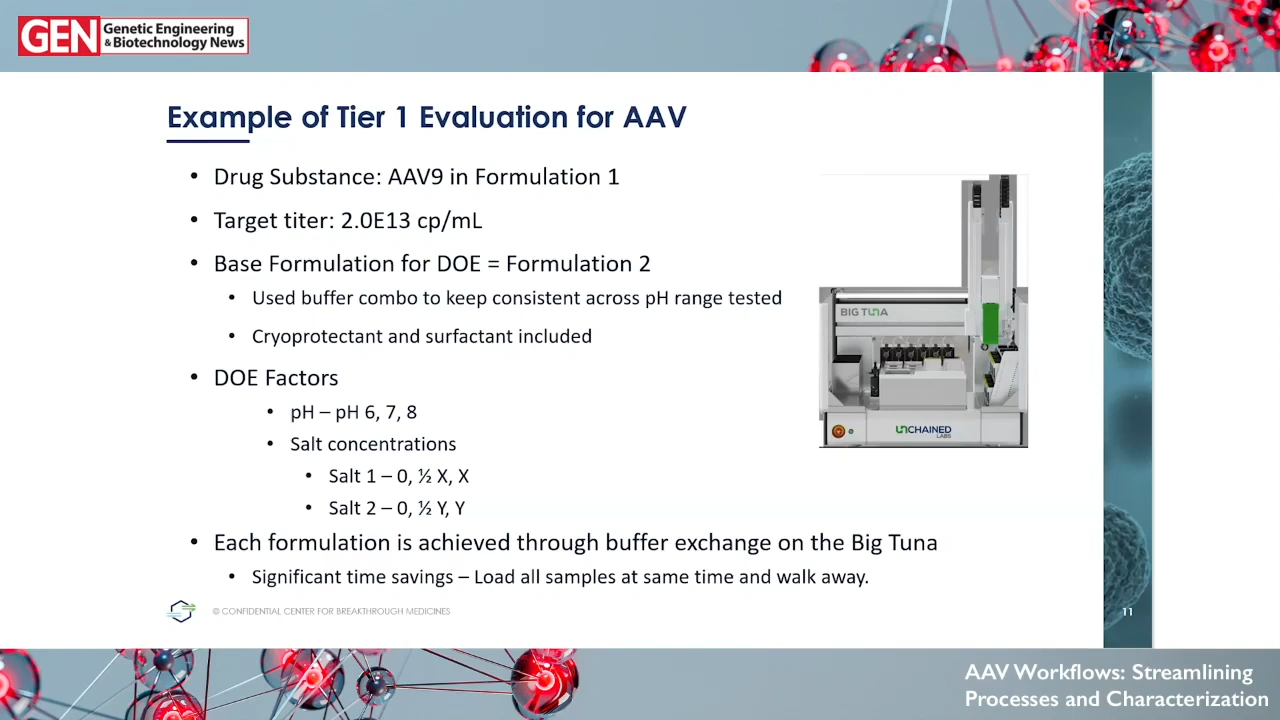 GEN Genetic Engineering
& Biotechnology News
Example of Tier 1 Evaluation for AAV
• Drug Substance: AAV9 in Formulation 1
• Target titer: 2.0E13 cp/mL
• Base Formulation for DOE = Formulation 2
• Used buffer combo to keep consistent across pH range tested
• Cryoprotectant and surfactant included
• DOE Factors
• pH – pH 6, 7, 8
• Salt concentrations
• Salt 1 – 0, ½ X, X
• Salt 2 – 0, ½ Y, Y
• Each formulation is achieved through buffer exchange on the Big Tuna
• Significant time savings – Load all samples at same time and walk away.
BIG TUNA
UNCHAINED
LABS
© CONFIDENTIAL CENTER FOR BREAKTHROUGH MEDICINES
11
AAV Workflows: Streamlining
Processes and Characterization